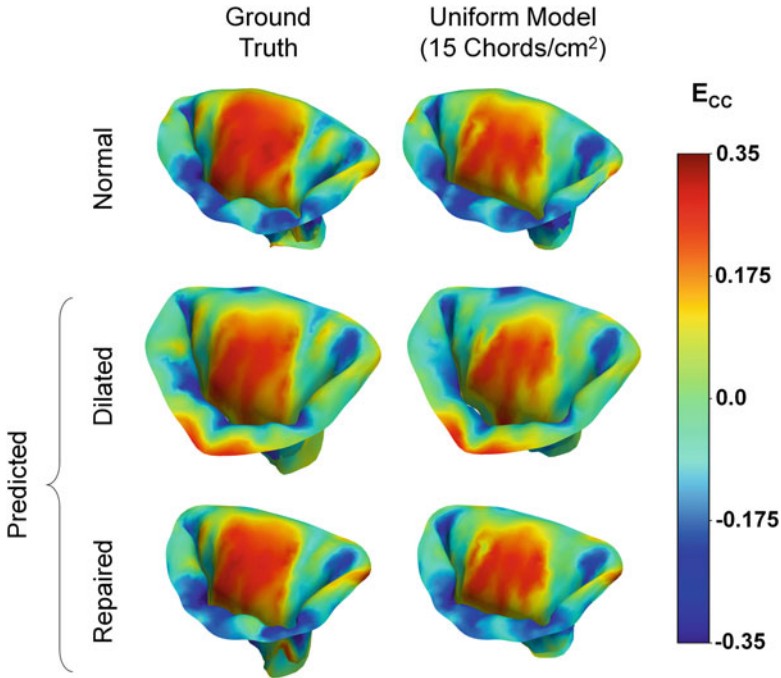 Ground
Truth
Uniform Model
(15 Chords/cm²)
E_CC
Normal
Predicted
Dilated
Repaired
0.35
0.175
0.0
-0.175
-0.35